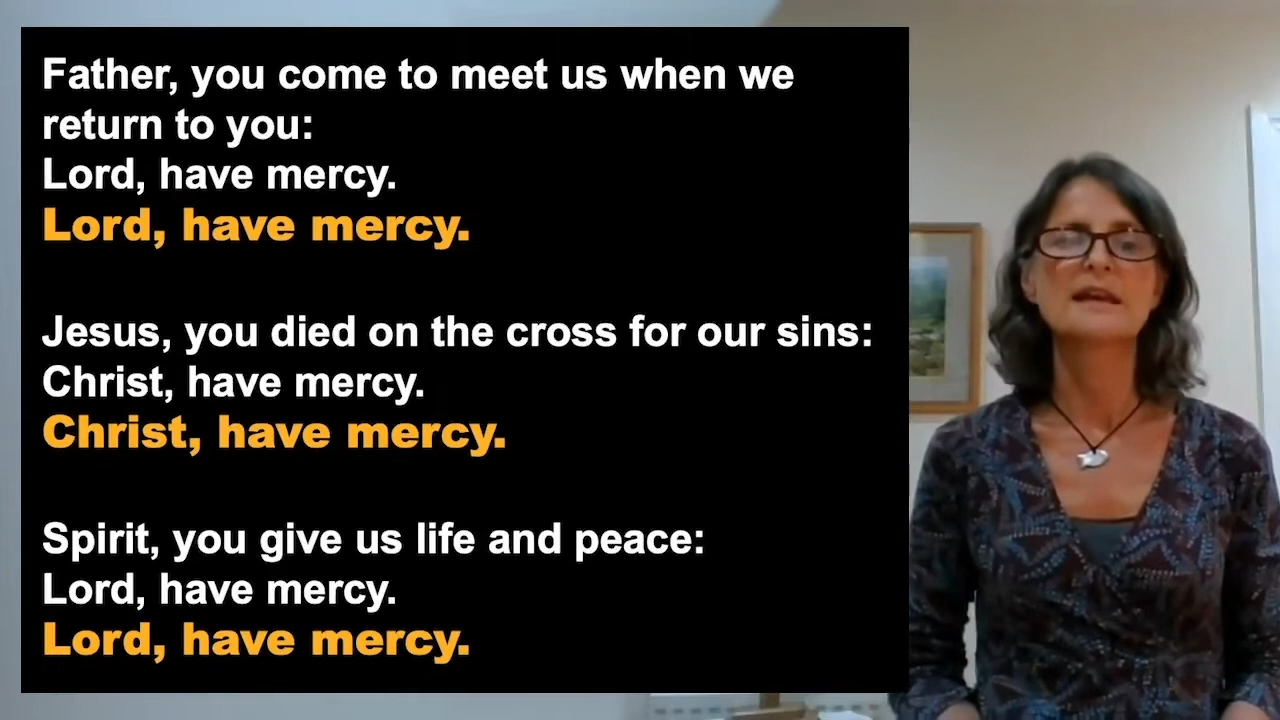 Father, you come to meet us when we
return to you:
Lord, have mercy.
Lord, have mercy.
Jesus, you died on the cross for our sins:
Christ, have mercy.
Christ, have mercy.
Spirit, you give us life and peace:
Lord, have mercy.
Lord, have mercy.